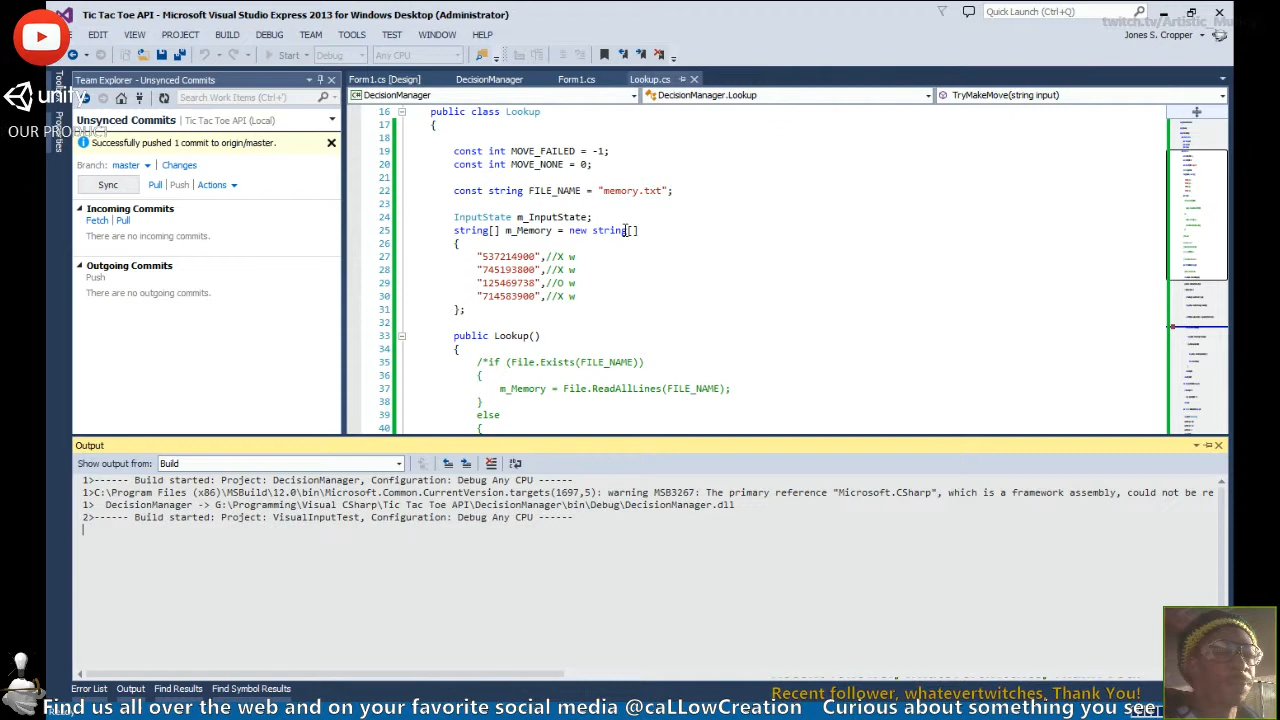 Tic Tac Toe API - Microsoft Visual Studio Express 2013 for Windows Desktop (Administrator)
Quick Launch (Ctrl+Q)
EDIT VIEW PROJECT BUILD DEBUG TEAM TOOLS TEST WINDOW HELP
Jones S. Cropper
Start Debug Any CPU
Team Explorer - Unsynced Commits
Form1.cs [Design] DecisionManager Form1.cs Lookup.cs
unity
Search Work Items (Ctrl+')
DecisionManager DecisionManager.Lookup TryMakeMove(string input)
Unsynced Commits Tic Tac Toe API (Local)
OUR PRODUCT
Successfully pushed 1 commit to origin/master.
Branch: master Changes
Sync Pull Push Actions
Incoming Commits
Fetch Pull
There are no incoming commits.
Outgoing Commits
Push
There are no outgoing commits.
16 public class Lookup
17 {
18
19 const int MOVE_FAILED = -1;
20 const int MOVE_NONE = 0;
21
22 const string FILE_NAME = "memory.txt";
23
24 InputState m_InputState;
25 string[] m_Memory = new string[]
26 {
27 "537214900",//X w
28 "745193800",//X w
29 "125469738",//O w
30 "714583900",//X w
31 };
32
33 public Lookup()
34 {
35 /*if (File.Exists(FILE_NAME))
36 {
37 m_Memory = File.ReadAllLines(FILE_NAME);
38 }
39 else
40 {
Output
Show output from: Build
1>------ Build started: Project: DecisionManager, Configuration: Debug Any CPU ------
1>C:\Program Files (x86)\MSBuild\12.0\bin\Microsoft.Common.CurrentVersion.targets(1697,5): warning MSB3267: The primary reference "Microsoft.CSharp", which is a framework assembly, could not be re
1> DecisionManager -> G:\Programming\Visual CSharp\Tic Tac Toe API\DecisionManager\bin\Debug\DecisionManager.dll
2>------ Build started: Project: VisualInputTest, Configuration: Debug Any CPU ------
Error List Output Find Results Find Symbol Results
Recent follower, whatevertwitches, Thank You!
Find us all over the web and on your favorite social media @caLLowCreation Curious about something you see